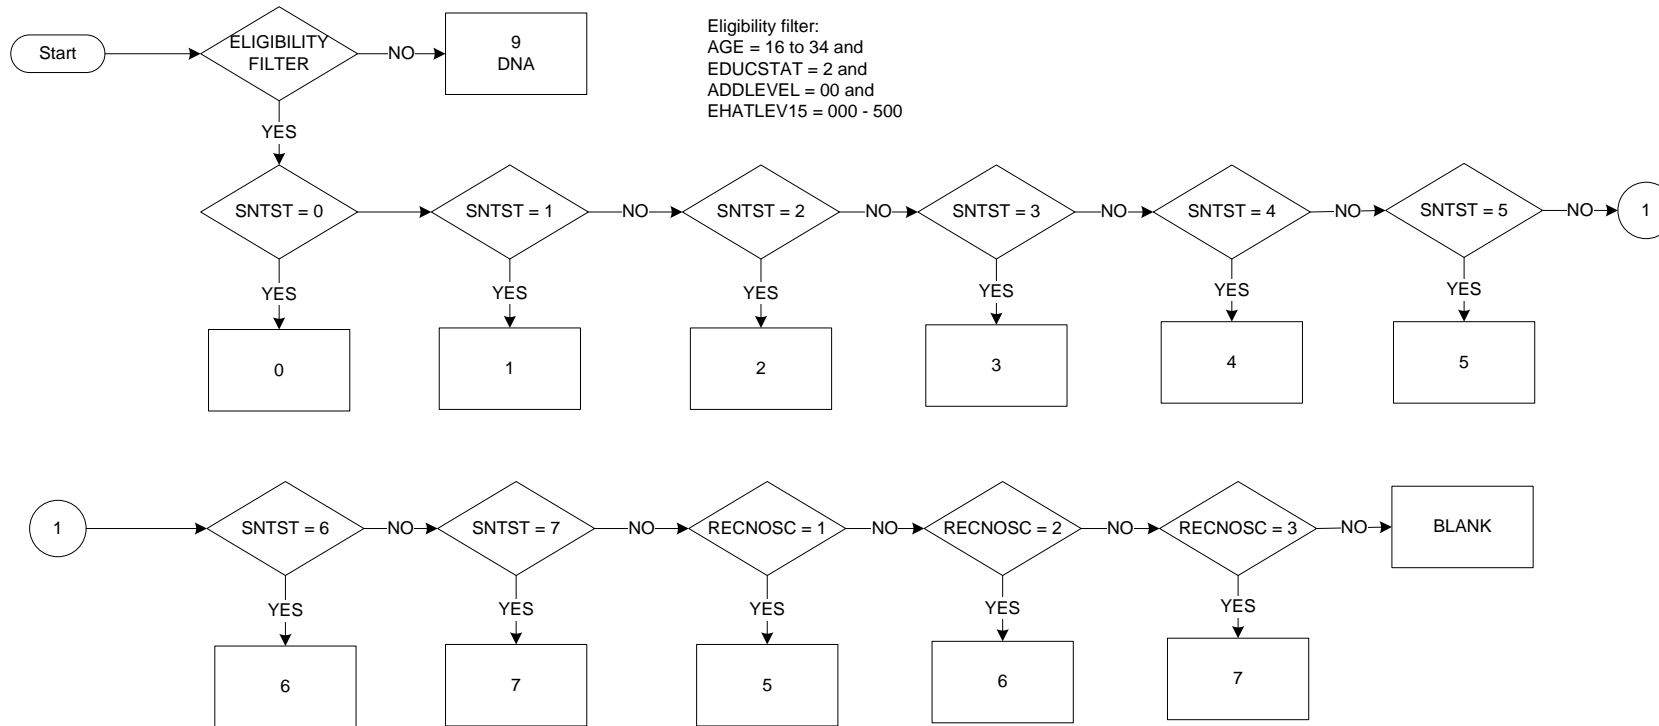 Start
ELIGIBILITY
FILTER
NO
9
DNA
Eligibility filter:
AGE = 16 to 34 and
EDUCSTAT = 2 and
ADDLEVEL = 00 and
EHATLEV15 = 000 - 500
YES
SNTST = 0
SNTST = 1
NO
SNTST = 2
NO
SNTST = 3
NO
SNTST = 4
NO
SNTST = 5
NO
1
YES
YES
YES
YES
YES
YES
0
1
2
3
4
5
1
SNTST = 6
NO
SNTST = 7
NO
RECNOSC = 1
NO
RECNOSC = 2
NO
RECNOSC = 3
NO
BLANK
YES
YES
YES
YES
YES
6
7
5
6
7